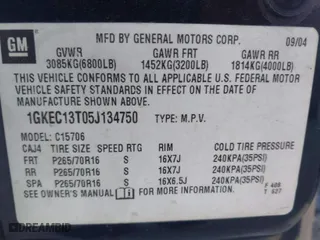 GM
MFD BY GENERAL MOTORS CORP. 09/04
GVWR GAWR FRT GAWR RR
3085KG(6800LB) 1452KG(3200LB) 1814KG(4000LB)
THIS VEHICLE CONFORMS TO ALL APPLICABLE U.S. FEDERAL MOTOR
VEHICLE SAFETY STANDARDS IN EFFECT ON THE DATE OF
MANUFACTURE SHOWN ABOVE.
1GKEC13T05J134750 TYPE: M.P.V.
C15706
CAJ4 TIRE SIZE SPEED RTG RIM COLD TIRE PRESSURE
FRT P265/70R16 S 16X7J 240KPA(35PSI)
RR P265/70R16 S 16X7J 240KPA(35PSI)
SPA P265/70R16 S 16X6.5J 240KPA(35PSI)
SEE OWNER'S MANUAL FOR ADDITIONAL INFORMATION
T 627